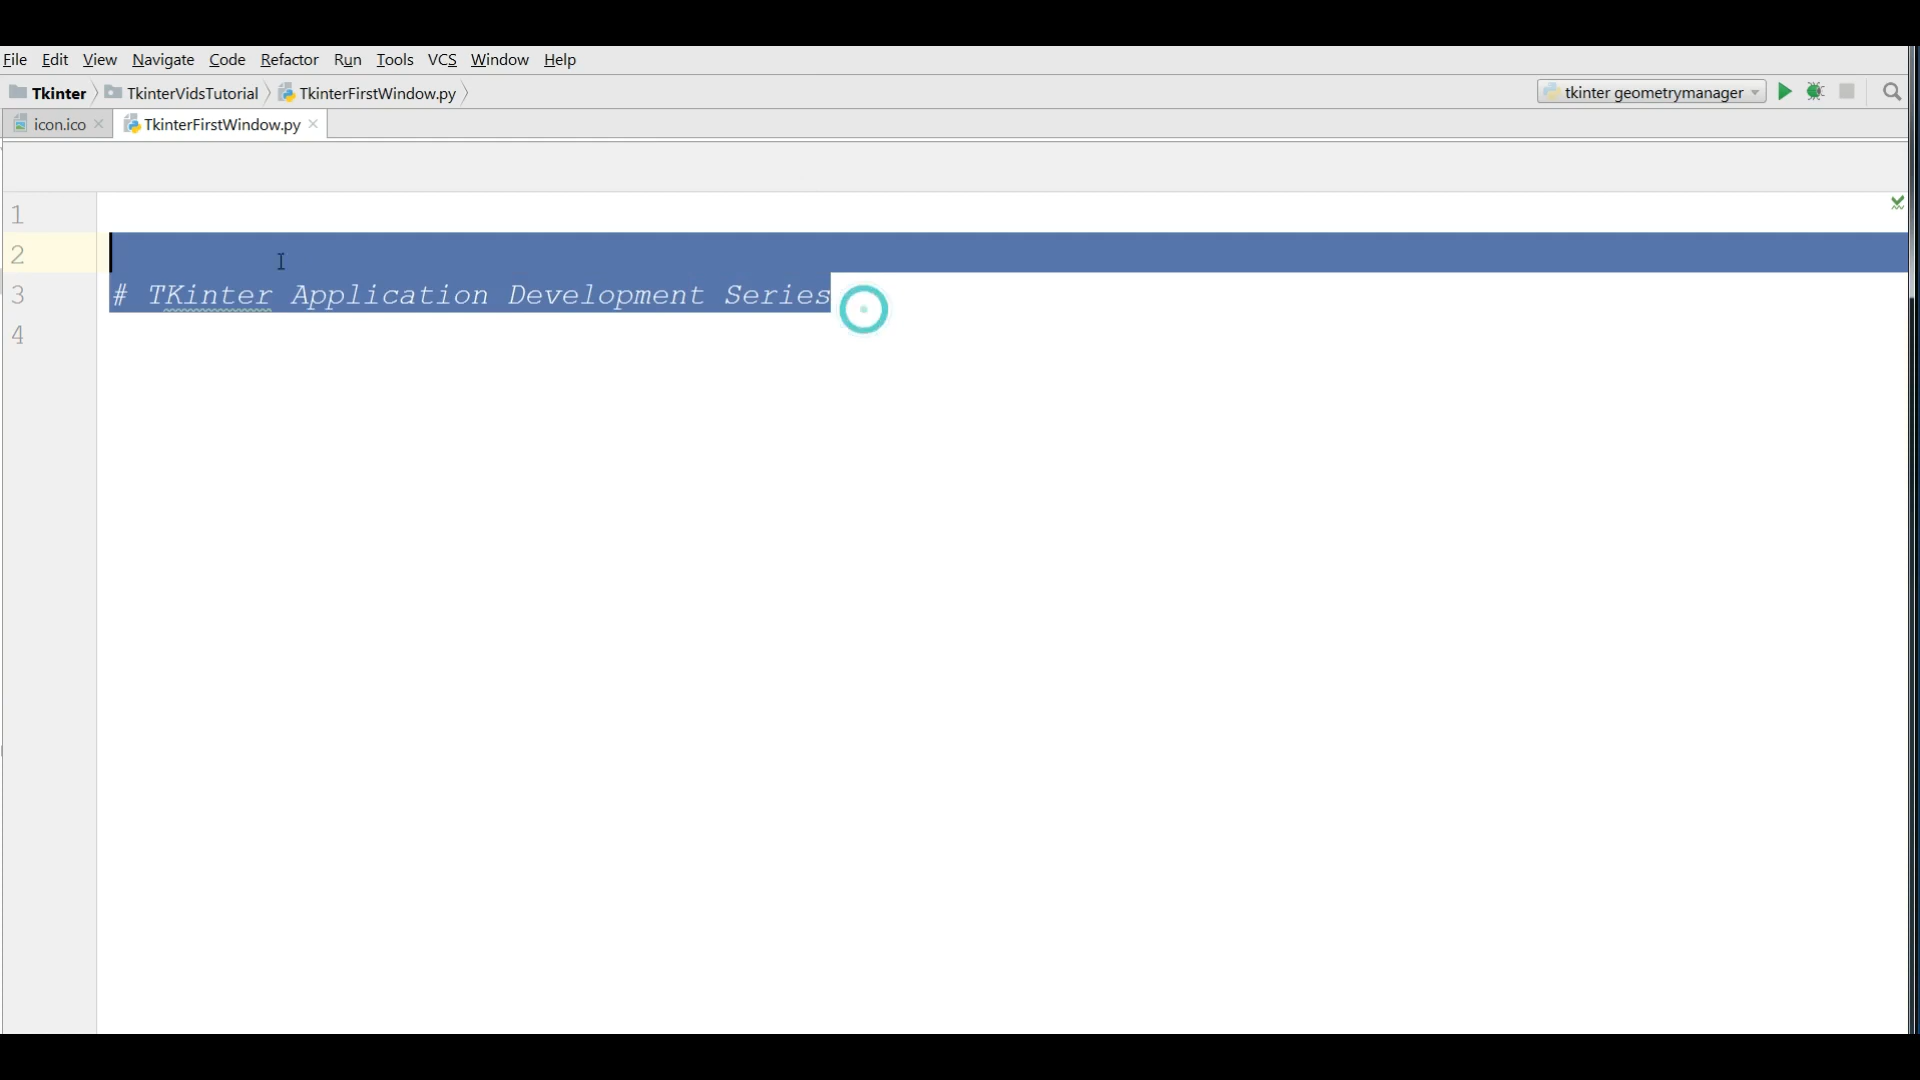 File Edit View Navigate Code Refactor Run Tools VCS Window Help
Tkinter TkinterVidsTutorial TkinterFirstWindow.py tkinter geometrymanager
icon.ico TkinterFirstWindow.py
1
2
3 # TKinter Application Development Series
4